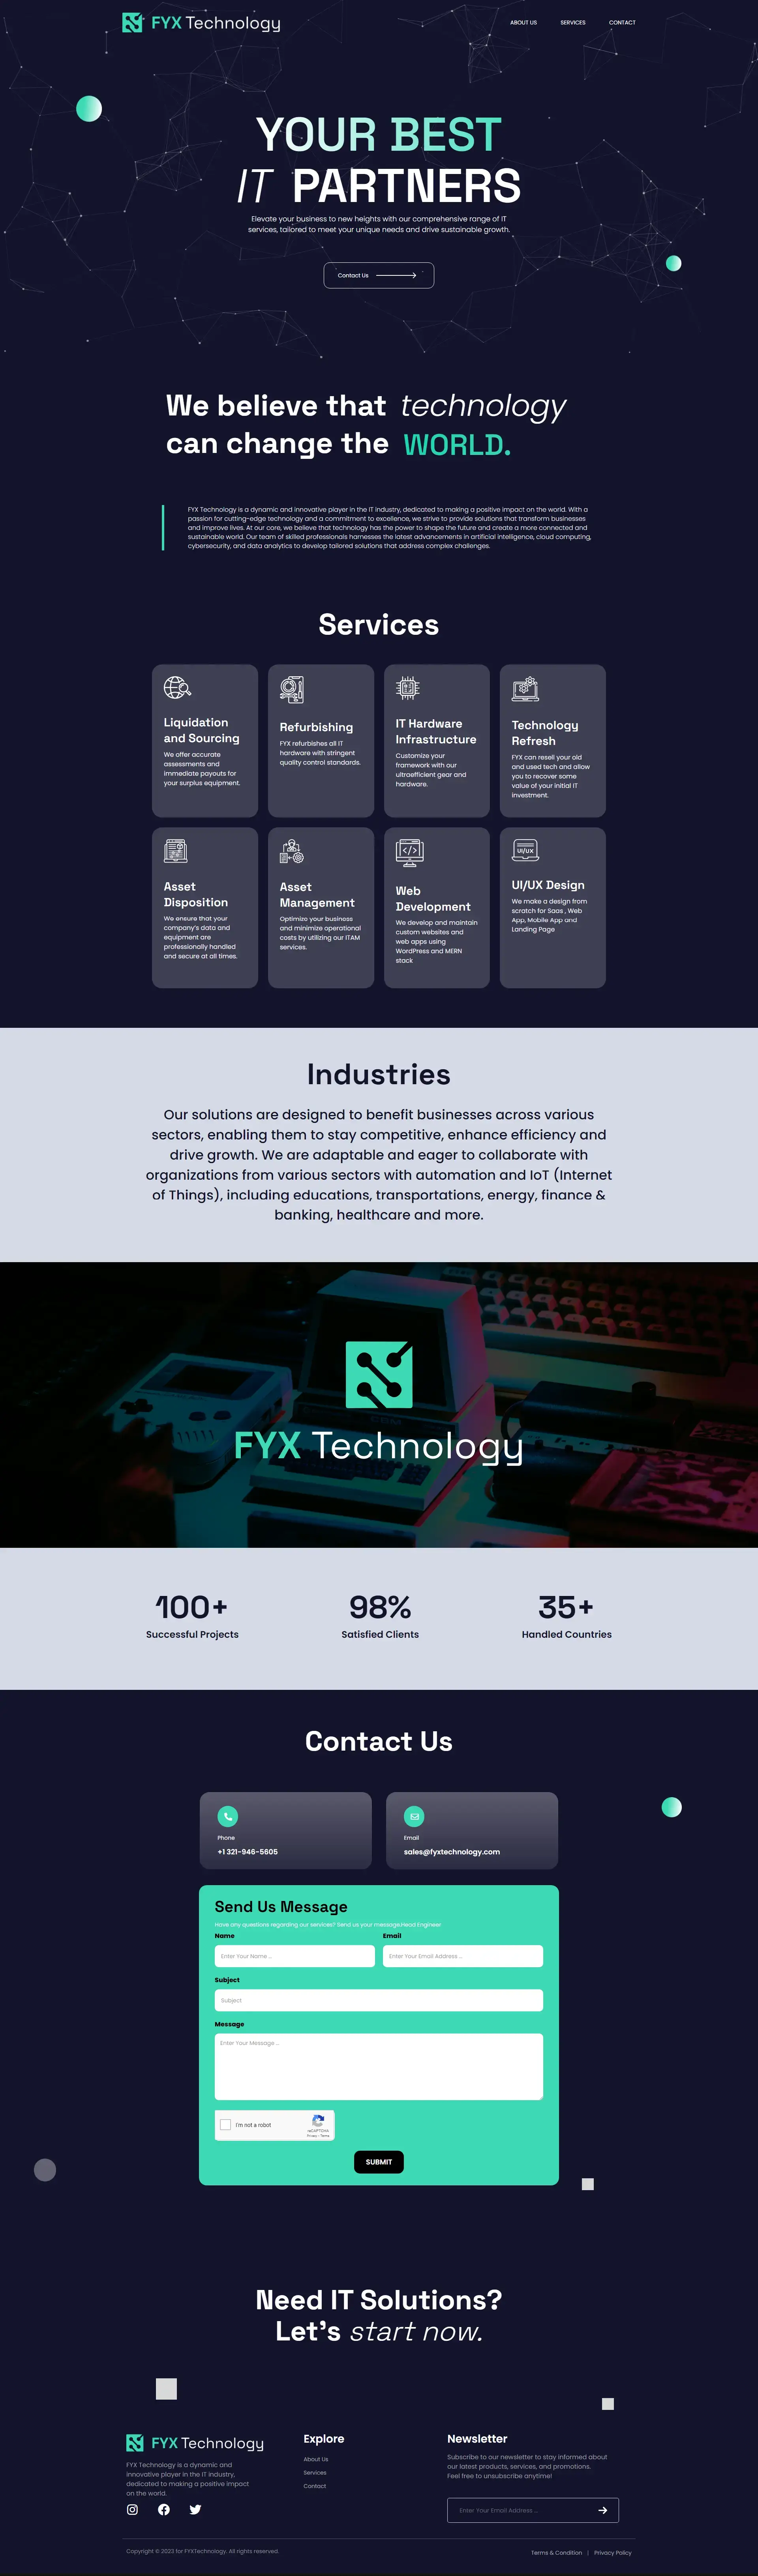 FYX Technology
ABOUT US
SERVICES
CONTACT
YOUR BEST
IT PARTNERS
Elevate your business to new heights with our comprehensive range of IT
services, tailored to meet your unique needs and drive sustainable growth.
Contact Us
We believe that technology
can change the WORLD.
FYX Technology is a dynamic and innovative player in the IT industry, dedicated to making a positive impact on the world. With a
passion for cutting-edge technology and a commitment to excellence, we strive to provide solutions that transform businesses
and improve lives. At our core, we believe that technology has the power to shape the future and create a more connected and
sustainable world. Our team of skilled professionals harnesses the latest advancements in artificial intelligence, cloud computing,
cybersecurity, and data analytics to develop tailored solutions that address complex challenges.
Services
Liquidation
and Sourcing
We offer accurate
assessments and
immediate payouts for
your surplus equipment.
Refurbishing
FYX refurbishes all IT
hardware with stringent
quality control standards.
IT Hardware
Infrastructure
Customize your
framework with our
ultraefficient gear and
hardware.
Technology
Refresh
FYX can resell your old
and used tech and allow
you to recover some
value of your initial IT
investment.
Asset
Disposition
We ensure that your
company's data and
equipment are
professionally handled
and secure at all times.
Asset
Management
Optimize your business
and minimize operational
costs by utilizing our ITAM
services.
Web
Development
We develop and maintain
custom websites and
web apps using
WordPress and MERN
stack
UI/UX
UI/UX Design
We make a design from
scratch for Saas , Web
App, Mobile App and
Landing Page
Industries
Our solutions are designed to benefit businesses across various
sectors, enabling them to stay competitive, enhance efficiency and
drive growth. We are adaptable and eager to collaborate with
organizations from various sectors with automation and IoT (Internet
of Things), including educations, transportations, energy, finance &
banking, healthcare and more.
FYX Technology
100+
Successful Projects
98%
Satisfied Clients
35+
Handled Countries
Contact Us
Phone
+1 321-946-5605
Email
sales@fyxtechnology.com
Send Us Message
Have any questions regarding our services? Send us your message.Head Engineer
Name
Email
Enter Your Name ...
Enter Your Email Address ...
Subject
Subject
Message
Enter Your Message ...
I'm not a robot
reCAPTCHA
Privacy - Terms
SUBMIT
Need IT Solutions?
Let's start now.
FYX Technology
FYX Technology is a dynamic and
innovative player in the IT industry,
dedicated to making a positive impact
on the world.
Explore
About Us
Services
Contact
Newsletter
Subscribe to our newsletter to stay informed about
our latest products, services, and promotions.
Feel free to unsubscribe anytime!
Enter Your Email Address ...
Copyright © 2023 for FYXTechnology. All rights reserved.
Terms & Condition | Privacy Policy